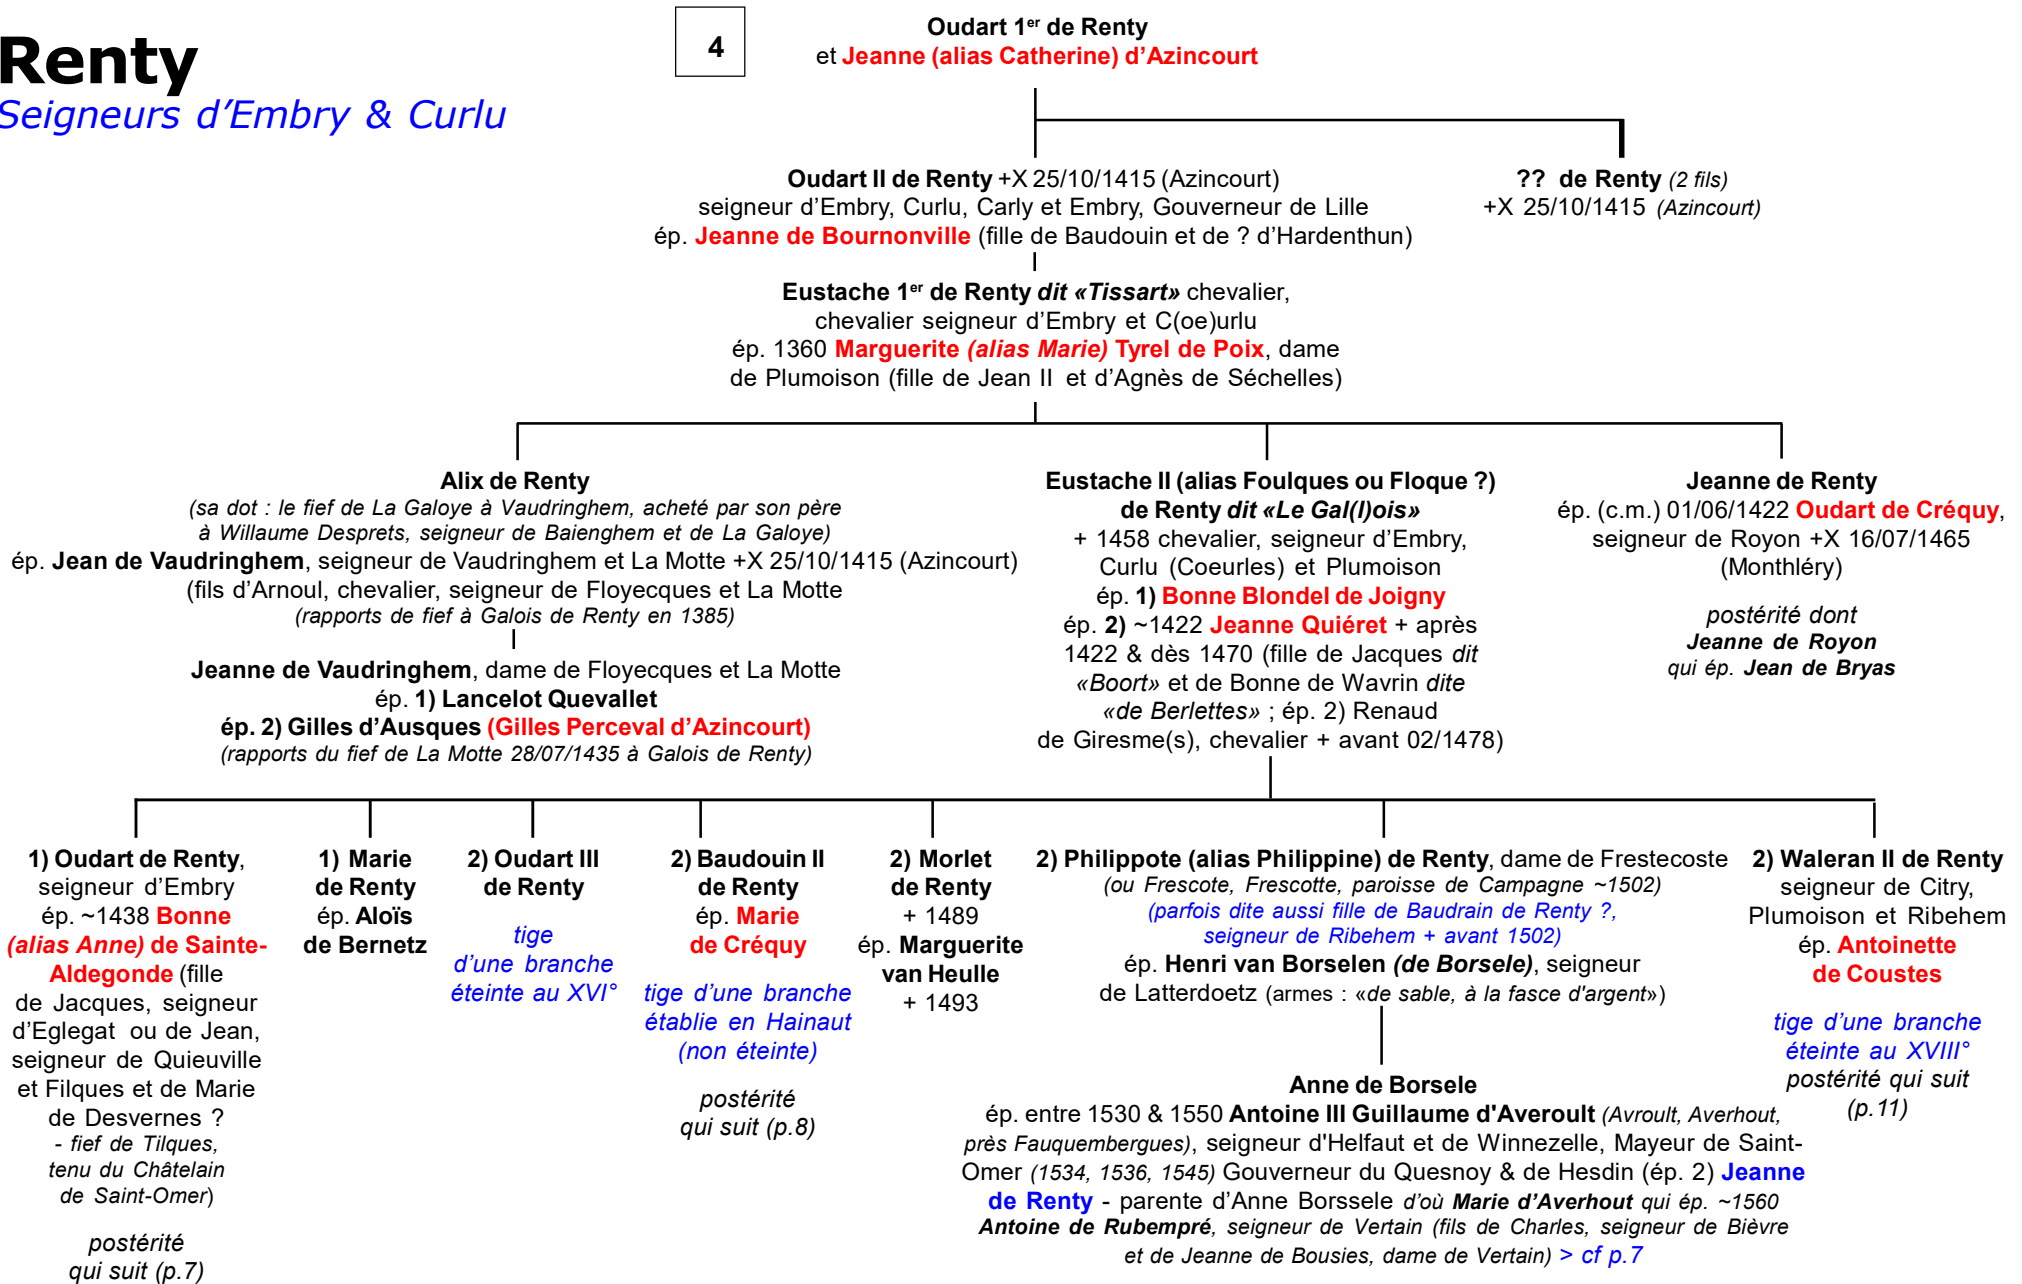 Renty
Seigneurs d'Embry & Curlu
4
Oudart 1er de Renty
et Jeanne (alias Catherine) d'Azincourt
Oudart II de Renty +X 25/10/1415 (Azincourt)
seigneur d'Embry, Curlu, Carly et Embry, Gouverneur de Lille
ép. Jeanne de Bournonville (fille de Baudouin et de ? d'Hardenthun)
?? de Renty (2 fils)
+X 25/10/1415 (Azincourt)
Eustache 1er de Renty dit «Tissart» chevalier,
chevalier seigneur d'Embry et C(oe)urlu
ép. 1360 Marguerite (alias Marie) Tyrel de Poix, dame
de Plumoison (fille de Jean II et d'Agnès de Séchelles)
Alix de Renty
(sa dot : le fief de La Galoye à Vaudringhem, acheté par son père
à Willaume Desprets, seigneur de Baienghem et de La Galoye)
ép. Jean de Vaudringhem, seigneur de Vaudringhem et La Motte +X 25/10/1415 (Azincourt)
(fils d'Arnoul, chevalier, seigneur de Floyecques et La Motte
(rapports de fief à Galois de Renty en 1385)
Jeanne de Vaudringhem, dame de Floyecques et La Motte
ép. 1) Lancelot Quevallet
ép. 2) Gilles d'Ausques (Gilles Perceval d'Azincourt)
(rapports du fief de La Motte 28/07/1435 à Galois de Renty)
Eustache II (alias Foulques ou Floque ?)
de Renty dit «Le Gal(l)ois»
+ 1458 chevalier, seigneur d'Embry,
Curlu (Coeurles) et Plumoison
ép. 1) Bonne Blondel de Joigny
ép. 2) ~1422 Jeanne Quiéret + après
1422 & dès 1470 (fille de Jacques dit
«Boort» et de Bonne de Wavrin dite
«de Berlettes» ; ép. 2) Renaud
de Giresme(s), chevalier + avant 02/1478)
Jeanne de Renty
ép. (c.m.) 01/06/1422 Oudart de Créquy,
seigneur de Royon +X 16/07/1465
(Monthléry)
postérité dont
Jeanne de Royon
qui ép. Jean de Bryas
1) Oudart de Renty,
seigneur d'Embry
ép. ~1438 Bonne
(alias Anne) de Sainte-
Aldegonde (fille
de Jacques, seigneur
d'Eglegat ou de Jean,
seigneur de Quieuville
et Filques et de Marie
de Desvernes ?
- fief de Tilques,
tenu du Châtelain
de Saint-Omer)
postérité
qui suit (p.7)
1) Marie
de Renty
ép. Aloïs
de Bernetz
2) Oudart III
de Renty
tige
d'une branche
éteinte au XVI°
2) Baudouin II
de Renty
ép. Marie
de Créquy
tige d'une branche
établie en Hainaut
(non éteinte)
postérité
qui suit (p.8)
2) Morlet
de Renty
+ 1489
ép. Marguerite
van Heulle
+ 1493
2) Philippote (alias Philippine) de Renty, dame de Frestecoste
(ou Frescote, Frescotte, paroisse de Campagne ~1502)
(parfois dite aussi fille de Baudrain de Renty ?,
seigneur de Ribehem + avant 1502)
ép. Henri van Borselen (de Borsele), seigneur
de Latterdoetz (armes : «de sable, à la fasce d'argent»)
Anne de Borsele
ép. entre 1530 & 1550 Antoine III Guillaume d'Averoult (Avroult, Averhout,
près Fauquembergues), seigneur d'Helfaut et de Winnezelle, Mayeur de Saint-
Omer (1534, 1536, 1545) Gouverneur du Quesnoy & de Hesdin (ép. 2) Jeanne
de Renty - parente d'Anne Borssele d'où Marie d'Averhout qui ép. ~1560
Antoine de Rubempré, seigneur de Vertain (fils de Charles, seigneur de Bièvre
et de Jeanne de Bousies, dame de Vertain) > cf p.7
2) Waleran II de Renty
seigneur de Citry,
Plumoison et Ribehem
ép. Antoinette
de Coustes
tige d'une branche
éteinte au XVIII°
postérité qui suit
(p.11)